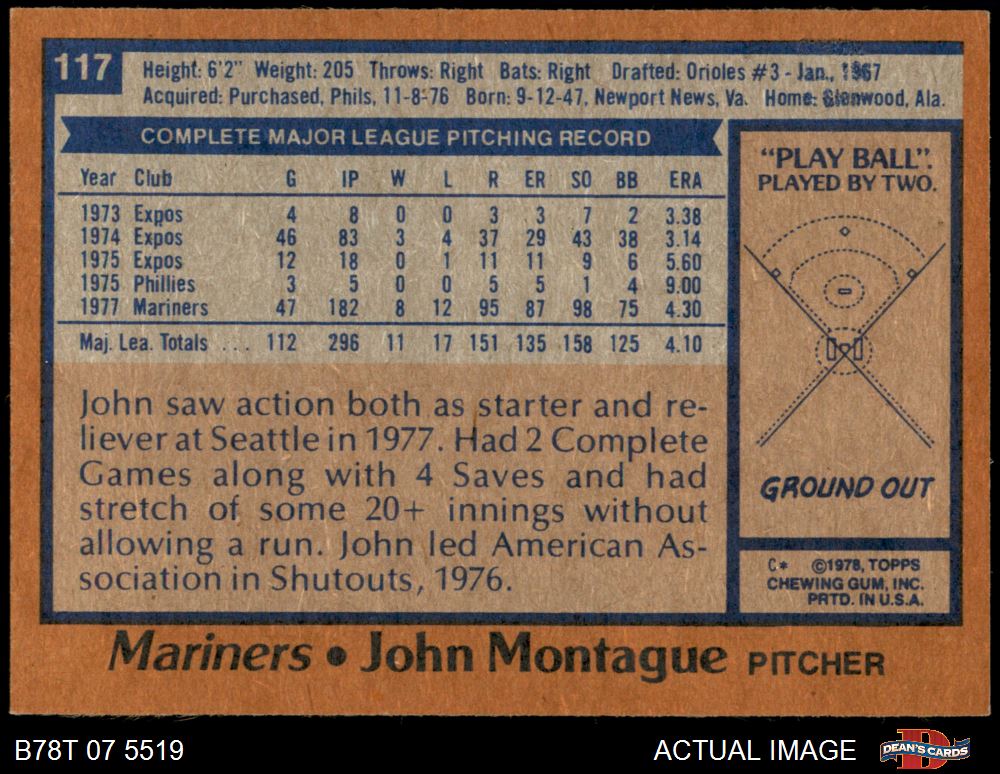 117
Height: 6'2" Weight: 205 Throws: Right Bats: Right Drafted: Orioles #3 - Jan., 1967
Acquired: Purchased, Phils, 11-8-76 Born: 9-12-47, Newport News, Va. Home: Glenwood, Ala.
COMPLETE MAJOR LEAGUE PITCHING RECORD
Year Club G IP W L R ER SO BB ERA
1973 Expos 4 8 0 0 3 3 7 2 3.38
1974 Expos 46 83 3 4 37 29 43 38 3.14
1975 Expos 12 18 0 1 11 11 9 6 5.60
1975 Phillies 3 5 0 0 5 5 1 4 9.00
1977 Mariners 47 182 8 12 95 87 98 75 4.30
Maj. Lea. Totals ... 112 296 11 17 151 135 158 125 4.10
John saw action both as starter and re-
liever at Seattle in 1977. Had 2 Complete
Games along with 4 Saves and had
stretch of some 20+ innings without
allowing a run. John led American As-
sociation in Shutouts, 1976.
"PLAY BALL".
PLAYED BY TWO.
GROUND OUT
C* ©1978, TOPPS
CHEWING GUM, INC.
PRTD. IN U.S.A.
Mariners • John Montague PITCHER
B78T 07 5519
ACTUAL IMAGE
DEAN'S CARDS